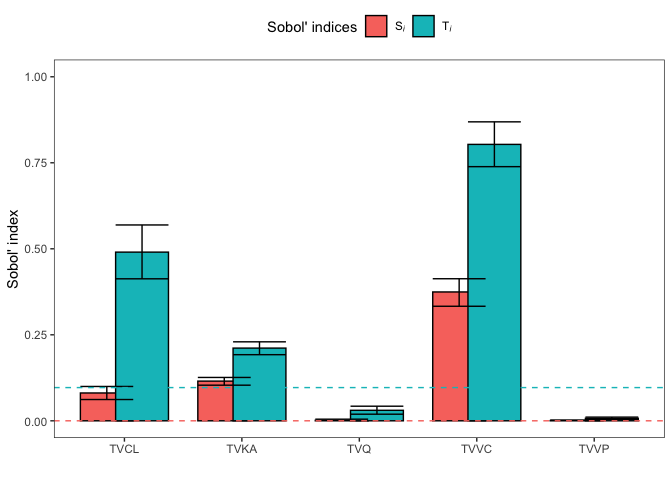 Sobol' indices Si Ti
1.00
0.75
0.50
0.25
0.00
Sobol' index
TVCL TVKA TVQ TVVC TVVP